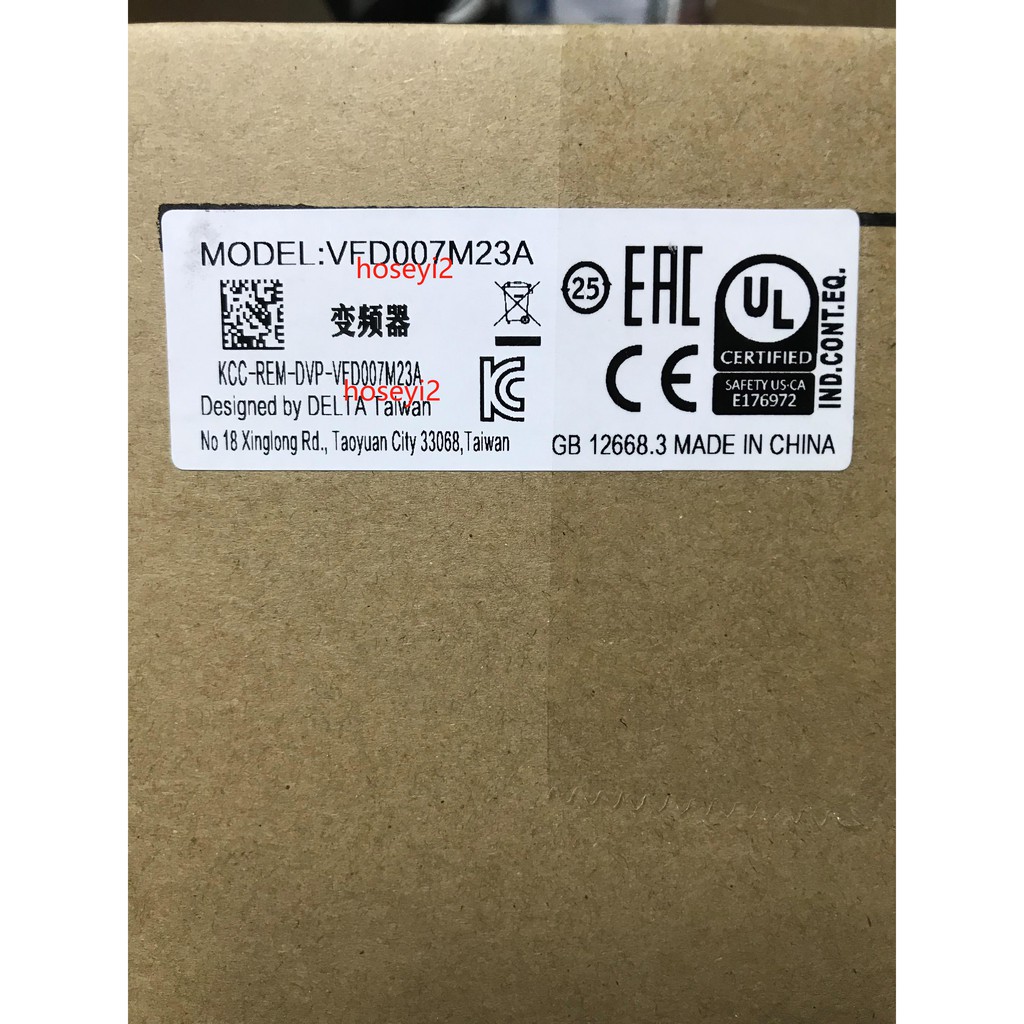 MODEL:VFD007M23A
hoseyi2
变频器
KCC-REM-DVP-VFD007M23A
hoseyi2
Designed by DELTA Taiwan
No 18 Xinglong Rd., Taoyuan City 33068,Taiwan
25
EAC
CE
UL
CERTIFIED
SAFETY US-CA
E176972
IND.CONT.EQ.
GB 12668.3 MADE IN CHINA